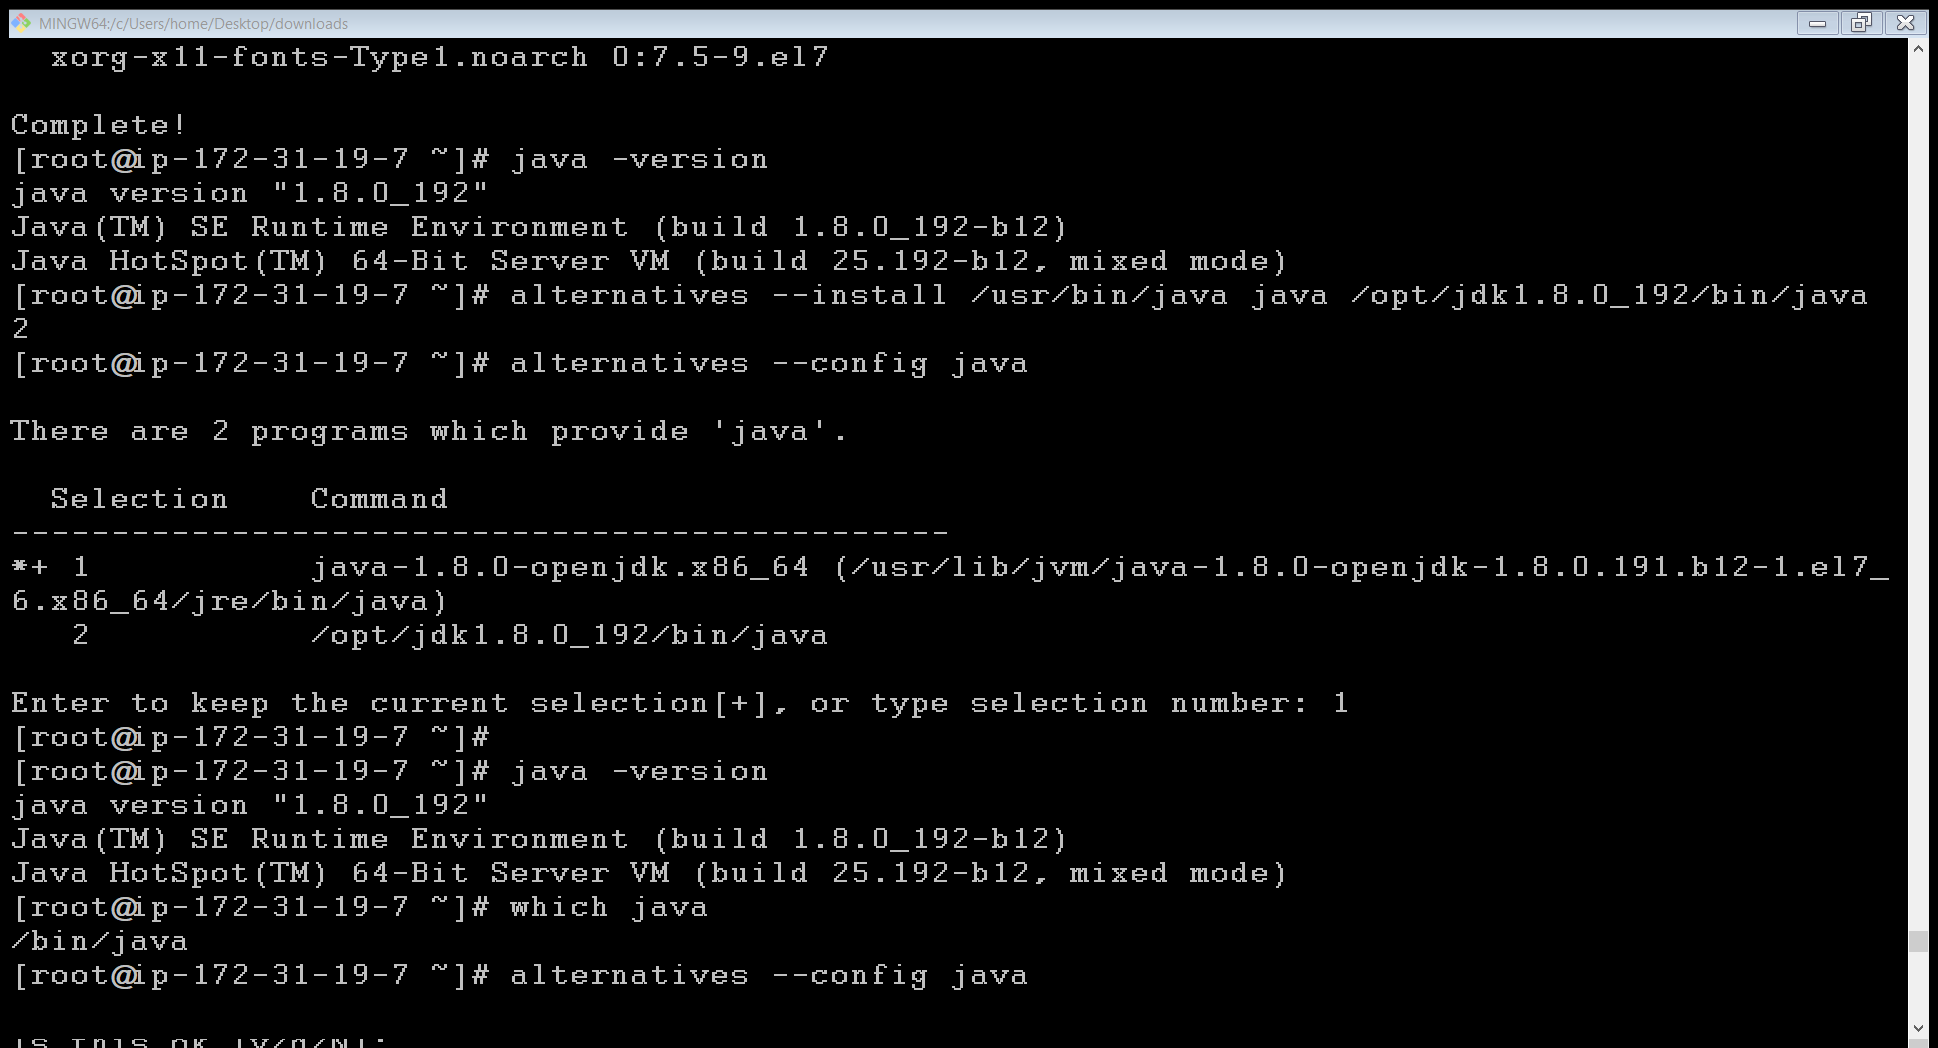 MINGW64:/c/Users/home/Desktop/downloads
xorg-x11-fonts-Type1.noarch 0:7.5-9.el7
Complete!
[root@ip-172-31-19-7 ~]# java -version
java version "1.8.0_192"
Java(TM) SE Runtime Environment (build 1.8.0_192-b12)
Java HotSpot(TM) 64-Bit Server VM (build 25.192-b12, mixed mode)
[root@ip-172-31-19-7 ~]# alternatives --install /usr/bin/java java /opt/jdk1.8.0_192/bin/java
2
[root@ip-172-31-19-7 ~]# alternatives --config java
There are 2 programs which provide 'java'.
Selection    Command
-----------------------------------------------
*+ 1           java-1.8.0-openjdk.x86_64 (/usr/lib/jvm/java-1.8.0-openjdk-1.8.0.191.b12-1.el7_
6.x86_64/jre/bin/java)
2           /opt/jdk1.8.0_192/bin/java
Enter to keep the current selection[+], or type selection number: 1
[root@ip-172-31-19-7 ~]#
[root@ip-172-31-19-7 ~]# java -version
java version "1.8.0_192"
Java(TM) SE Runtime Environment (build 1.8.0_192-b12)
Java HotSpot(TM) 64-Bit Server VM (build 25.192-b12, mixed mode)
[root@ip-172-31-19-7 ~]# which java
/bin/java
[root@ip-172-31-19-7 ~]# alternatives --config java
Is this ok [y/d/N]: